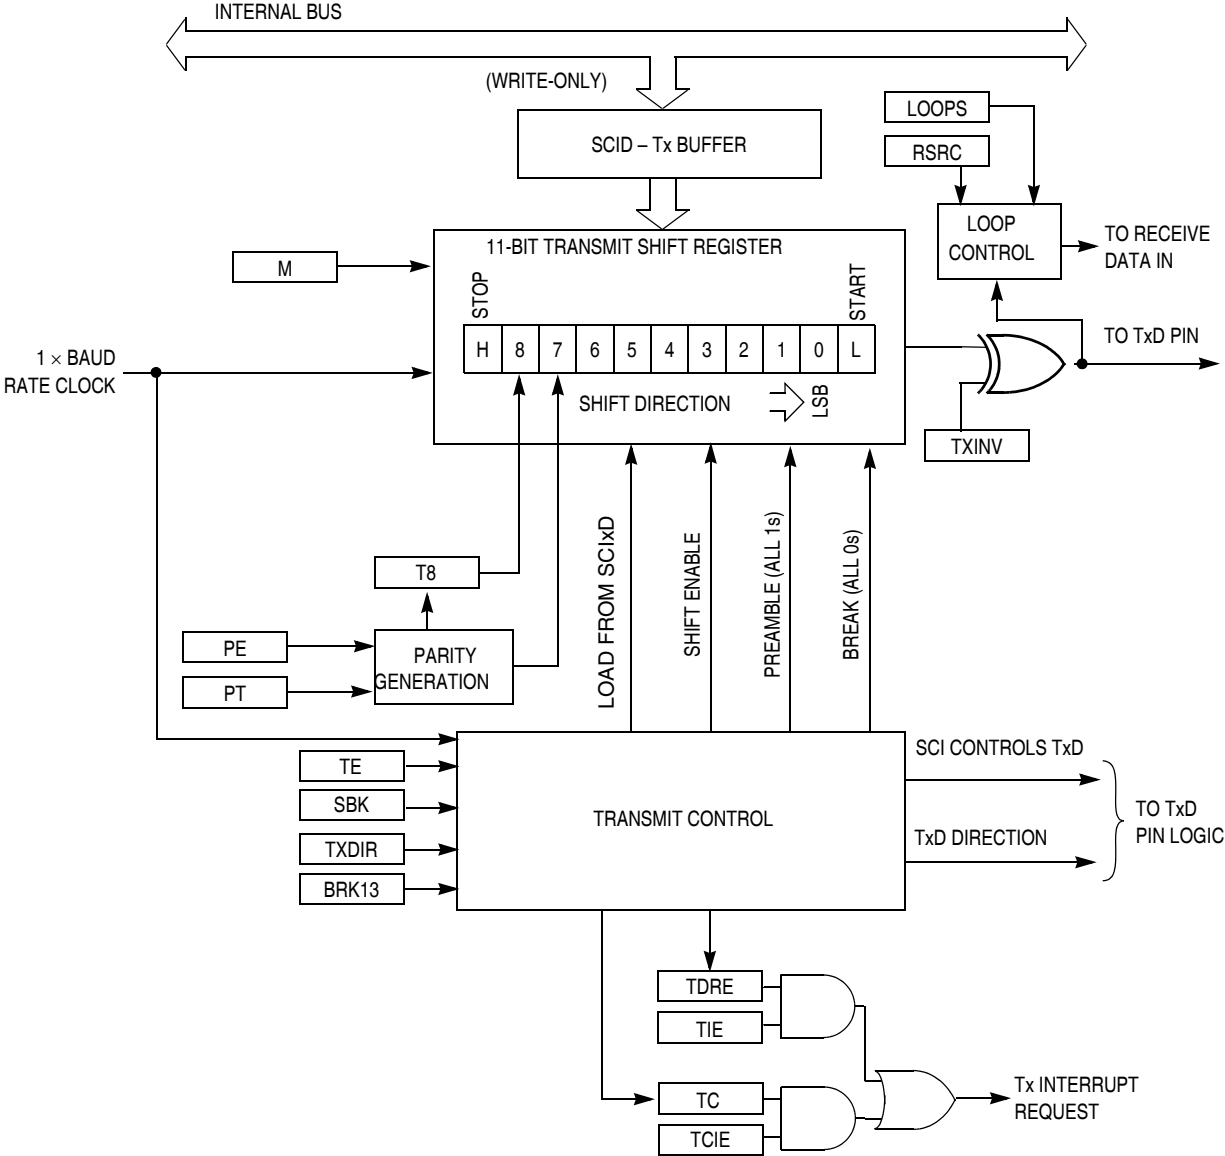 INTERNAL BUS
(WRITE-ONLY)
SCID – Tx BUFFER
LOOPS
RSRC
LOOP
CONTROL
TO RECEIVE
DATA IN
11-BIT TRANSMIT SHIFT REGISTER
M
STOP
START
H 8 7 6 5 4 3 2 1 0 L
1 × BAUD
RATE CLOCK
SHIFT DIRECTION
LSB
TO TxD PIN
TXINV
LOAD FROM SCIxD
SHIFT ENABLE
PREAMBLE (ALL 1s)
BREAK (ALL 0s)
T8
PE
PT
PARITY
GENERATION
TE
SBK
TXDIR
BRK13
TRANSMIT CONTROL
SCI CONTROLS TxD
TxD DIRECTION
TO TxD
PIN LOGIC
TDRE
TIE
TC
TCIE
Tx INTERRUPT
REQUEST